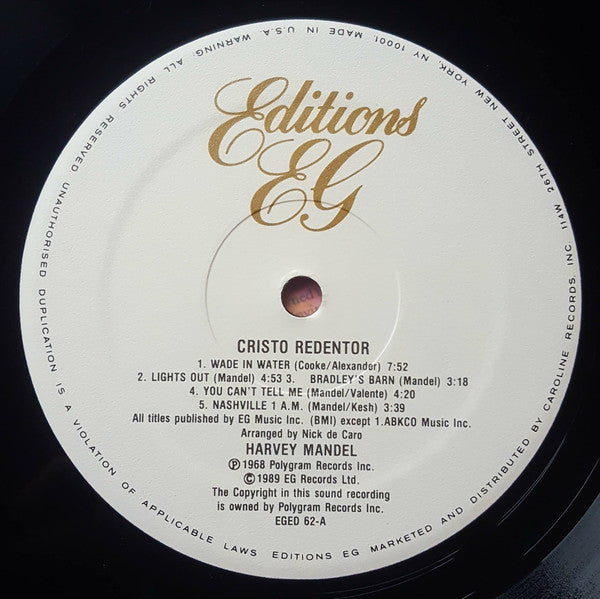 Editions
EG
CRISTO REDENTOR
1. WADE IN WATER (Cooke/Alexander) 7:52
2. LIGHTS OUT (Mandel) 4:53 3. BRADLEY'S BARN (Mandel) 3:18
4. YOU CAN'T TELL ME (Mandel/Valente) 4:20
5. NASHVILLE 1 A.M. (Mandel/Kesh) 3:39
All titles published by EG Music Inc. (BMI) except 1.ABKCO Music Inc.
Arranged by Nick de Caro
HARVEY MANDEL
Ⓟ1968 Polygram Records Inc.
©1989 EG Records Ltd.
The Copyright in this sound recording
is owned by Polygram Records Inc.
EGED 62-A
WARNING: ALL RIGHTS RESERVED UNAUTHORISED DUPLICATION IS A VIOLATION OF APPLICABLE LAWS EDITIONS EG MARKETED AND DISTRIBUTED BY CAROLINE RECORDS, INC. 114W 26TH STREET NEW YORK, NY 10001, MADE IN U.S.A.